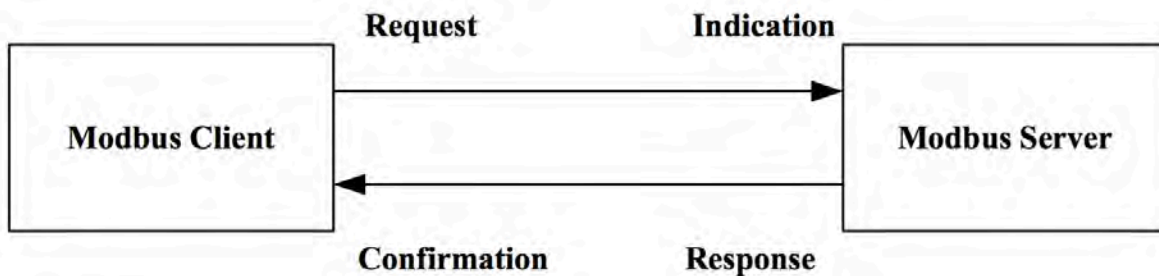 Request Indication
Modbus Client Modbus Server
Confirmation Response